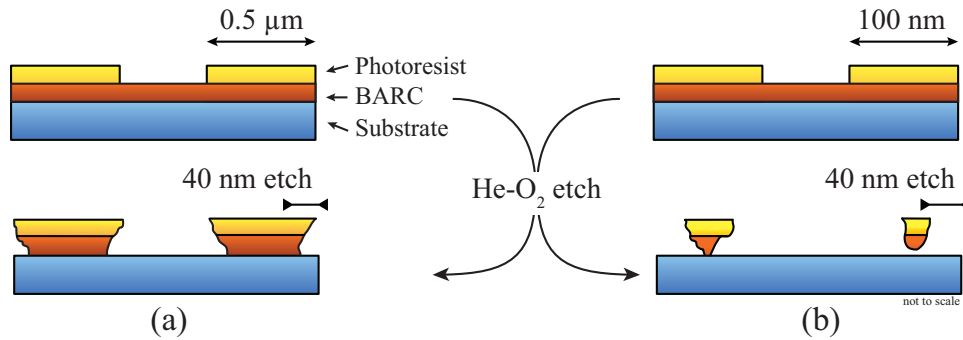 0.5 µm
100 nm
Photoresist
BARC
Substrate
40 nm etch
He-O₂ etch
40 nm etch
not to scale
(a)
(b)